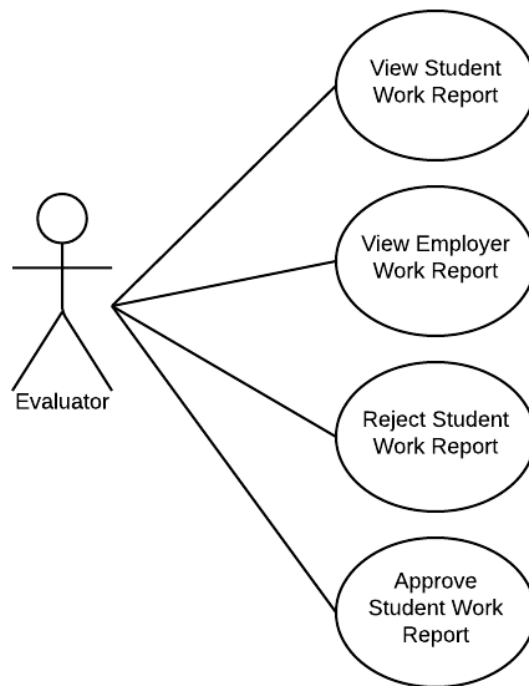 View Student
Work Report
View Employer
Work Report
Evaluator
Reject Student
Work Report
Approve
Student Work
Report